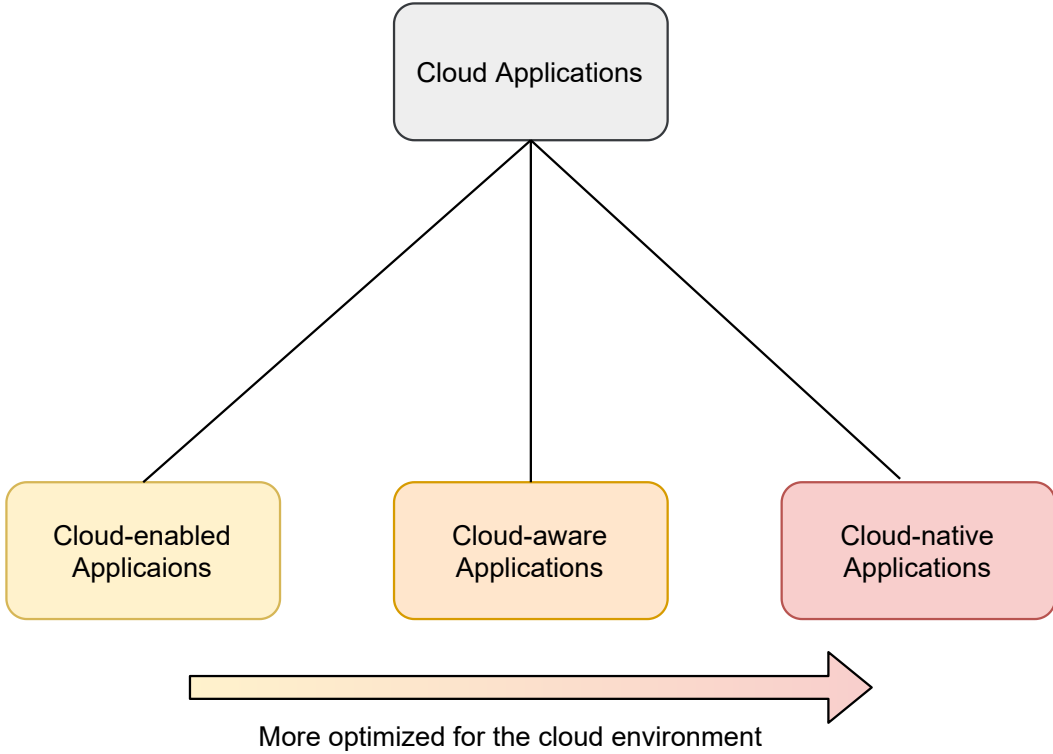 Cloud Applications
Cloud-enabled
Applicaions
Cloud-aware
Applications
Cloud-native
Applications
More optimized for the cloud environment